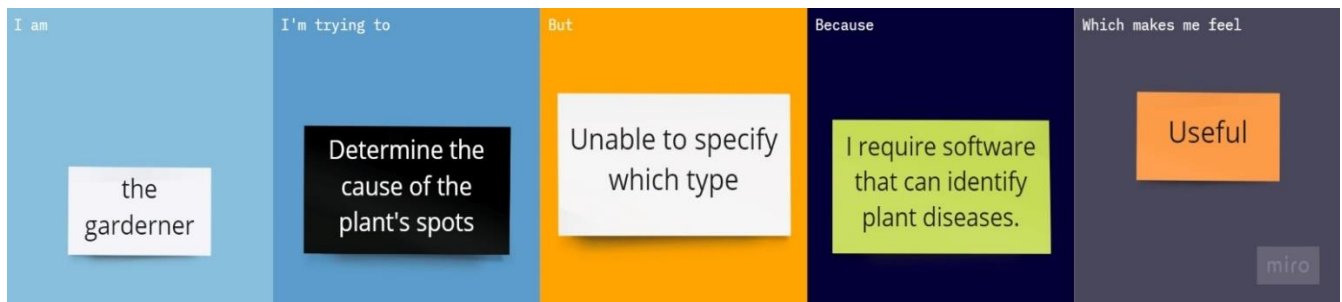 I am
the
garderner
I'm trying to
Determine the
cause of the
plant's spots
But
Unable to specify
which type
Because
I require software
that can identify
plant diseases.
Which makes me feel
Useful
miro